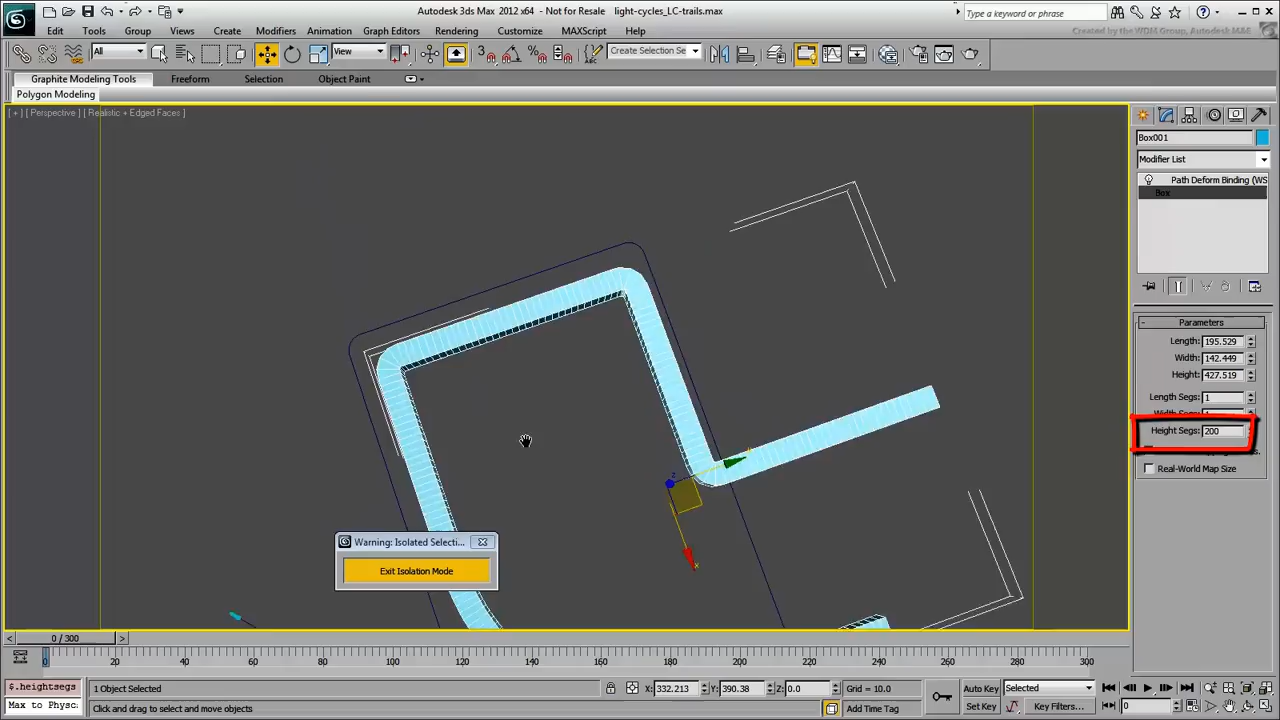 Autodesk 3ds Max 2012 x64 - Not for Resale light-cycles_LC-trails.max
Type a keyword or phrase
Created by the WDM Group, Autodesk M&E
Edit Tools Group Views Create Modifiers Animation Graph Editors Rendering Customize MAXScript Help
All View Create Selection Se
Graphite Modeling Tools Freeform Selection Object Paint
Polygon Modeling
[ + ] [ Perspective ] [ Realistic + Edged Faces ]
Box001
Modifier List
Path Deform Binding (WS
Box
Parameters
Length: 195.529
Width: 142.449
Height: 427.519
Length Segs: 1
Height Segs: 200
Real-World Map Size
z
x
Warning: Isolated Selecti...
Exit Isolation Mode
< 0 / 300 >
0 20 40 60 80 100 120 140 160 180 200 220 240 260 280 300
$.heightsegs 1 Object Selected X: 332.213 Y: 390.38 Z: 0.0 Grid = 10.0 Auto Key Selected
Max to Physc Click and drag to select and move objects Add Time Tag Set Key Key Filters... 0